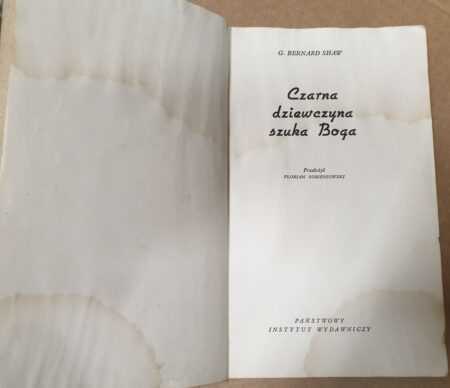 G. BERNARD SHAW
Czarna
dziewczyna
szuka Boga
Przełożył
FLORIAN SOBIENIOWSKI
PAŃSTWOWY
INSTYTUT WYDAWNICZY